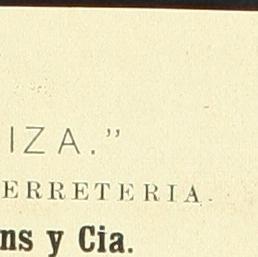 IZA."
ERRETERIA.
ns y Cia.